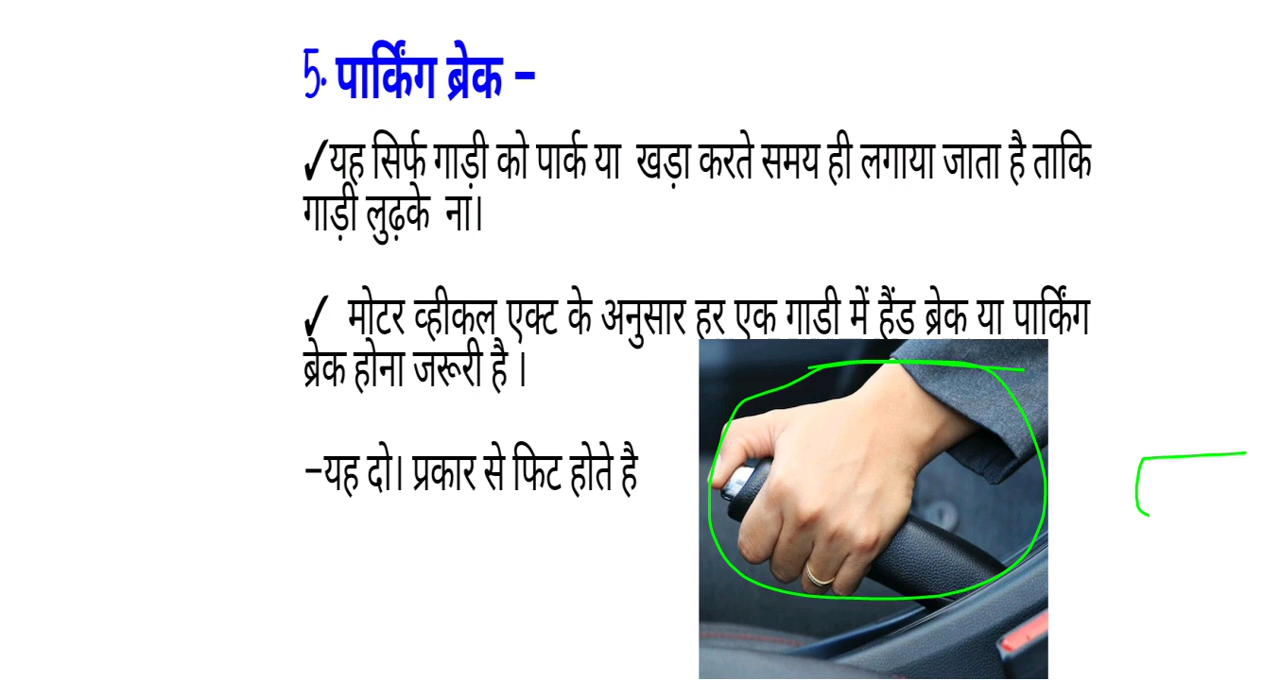 5. पार्किंग ब्रेक –
✓यह सिर्फ गाड़ी को पार्क या खड़ा करते समय ही लगाया जाता है ताकि
गाड़ी लुढ़के नां।
✓ मोटर व्हीकल एक्ट के अनुसार हर एक गाडी में हैंड ब्रेक या पार्किंग
ब्रेक होना जरूरी है ।
–यह दो। प्रकार से फिट होते है